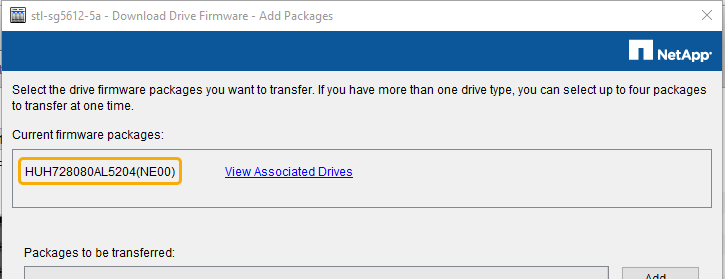 stl-sg5612-5a - Download Drive Firmware - Add Packages
NetApp
Select the drive firmware packages you want to transfer. If you have more than one drive type, you can select up to four packages
to transfer at one time.
Current firmware packages:
HUH728080AL5204(NE00) View Associated Drives
Packages to be transferred:
Add...